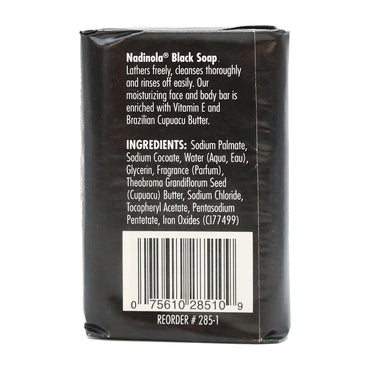 Nadinola® Black Soap
Lathers freely, cleanses thoroughly
and rinses off easily. Our
moisturizing face and body bar is
enriched with Vitamin E and
Brazilian Cupuacu Butter.
INGREDIENTS: Sodium Palmate,
Sodium Cocoate, Water (Aqua, Eau),
Glycerin, Fragrance (Parfum),
Theobroma Grandiflorum Seed
(Cupuacu) Butter, Sodium Chloride,
Tocopheryl Acetate, Pentasodium
Pentetate, Iron Oxides (CI77499)
0 75610 28510 9
REORDER # 285-1